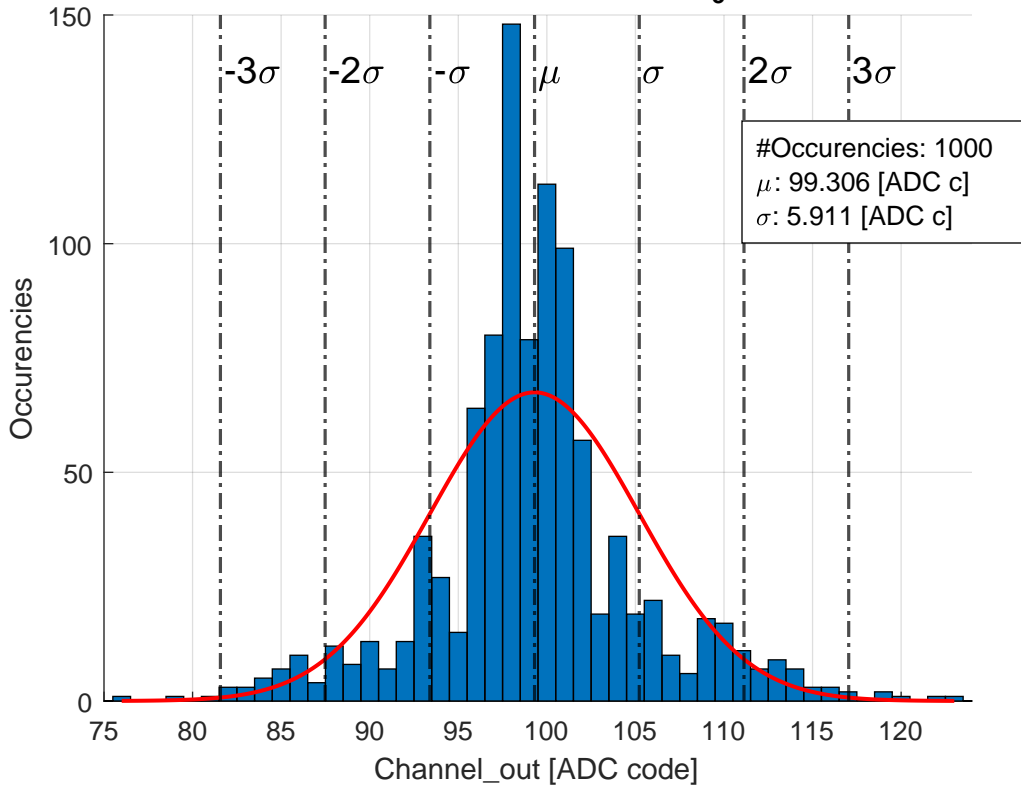 150
-3σ -2σ -σ μ σ 2σ 3σ
#Occurencies: 1000
μ: 99.306 [ADC c]
σ: 5.911 [ADC c]
100
Occurencies
50
0
75 80 85 90 95 100 105 110 115 120
Channel_out [ADC code]